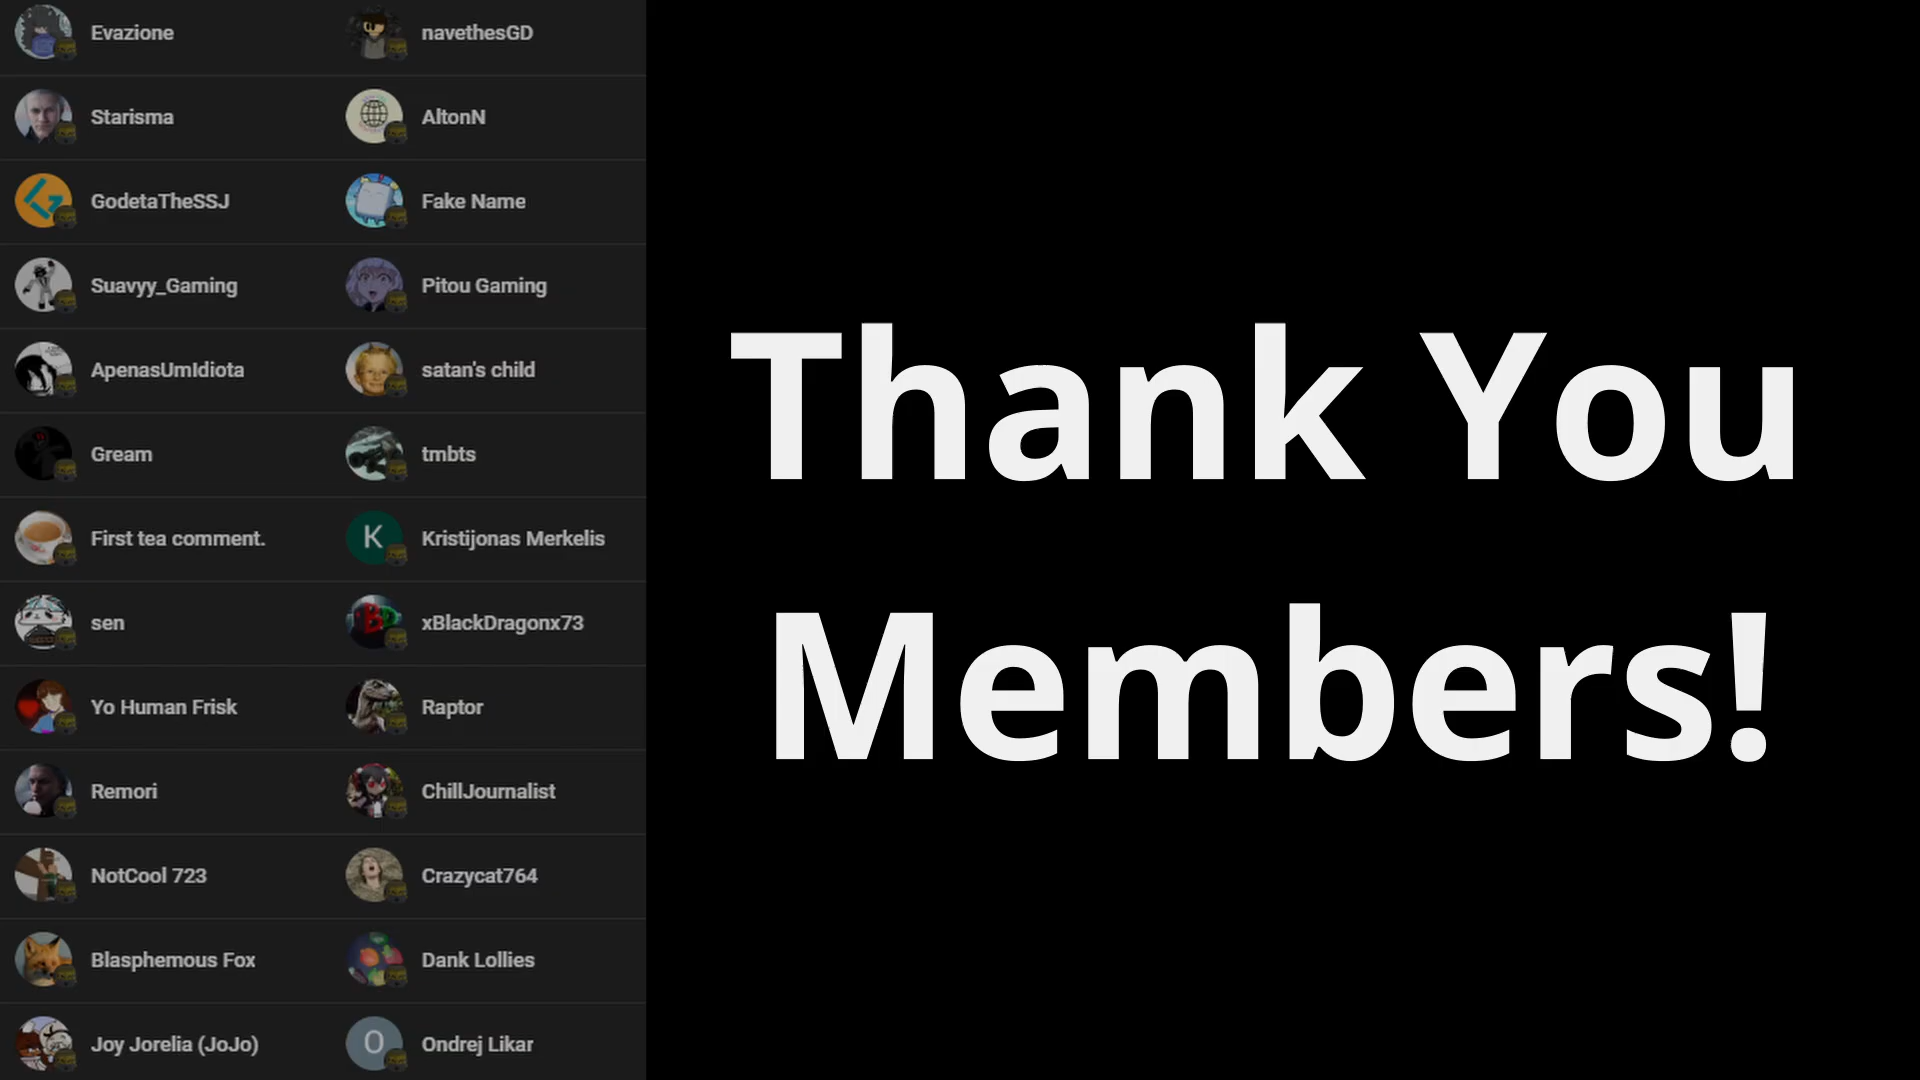 Evazione
navethesGD
Starisma
AltonN
GodetaTheSSJ
Fake Name
Suavyy_Gaming
Pitou Gaming
ApenasUmIdiota
satan's child
Gream
tmbts
First tea comment.
K
Kristijonas Merkelis
sen
BD
xBlackDragonx73
Yo Human Frisk
Raptor
Remori
ChillJournalist
NotCool 723
Crazycat764
Blasphemous Fox
Dank Lollies
Joy Jorelia (JoJo)
O
Ondrej Likar
Thank You
Members!